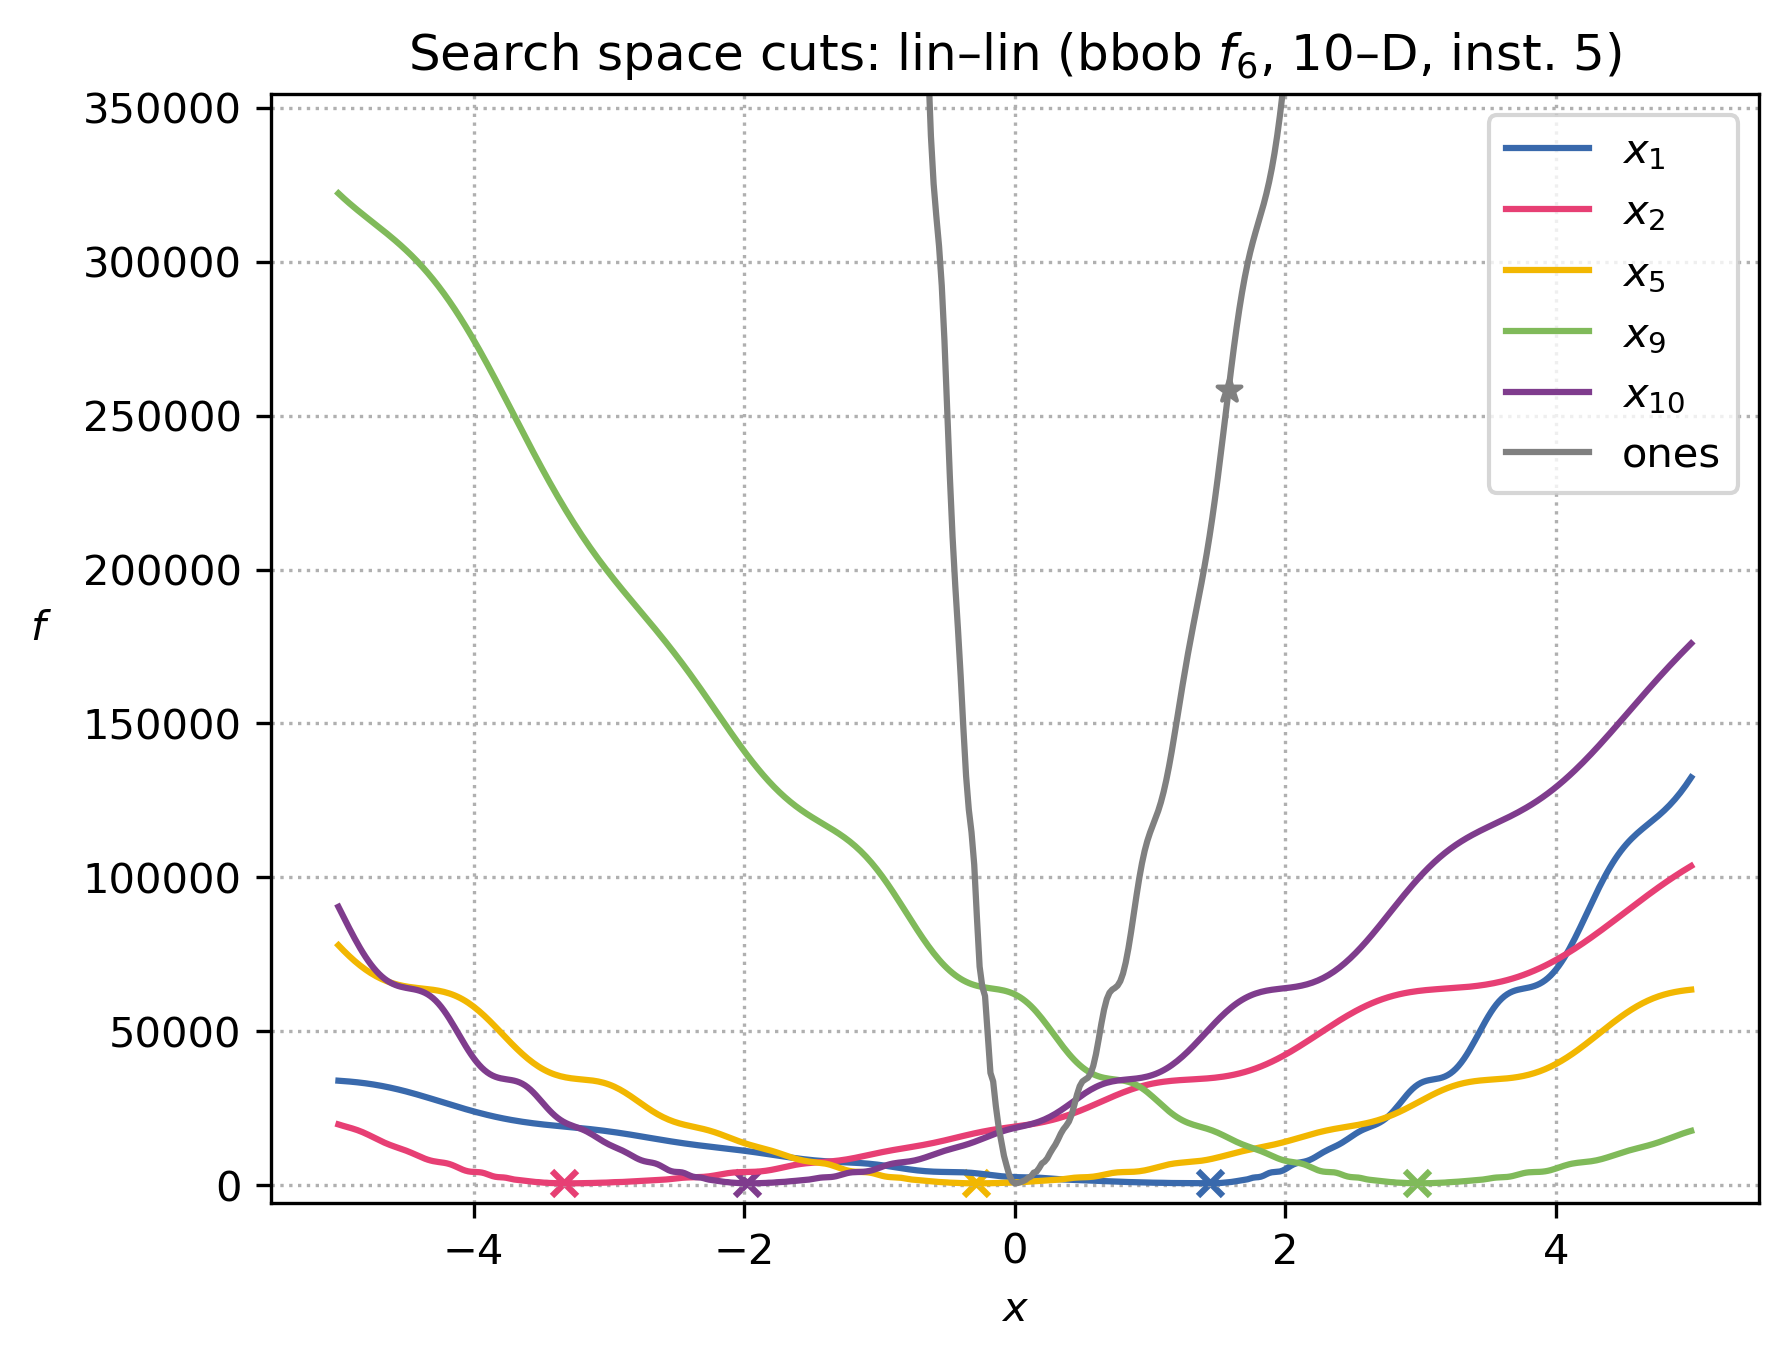 Search space cuts: lin–lin (bbob f₆, 10–D, inst. 5)
350000
300000
250000
200000
150000
100000
50000
0
f
−4
−2
0
2
4
x
x₁
x₂
x₅
x₉
x₁₀
ones